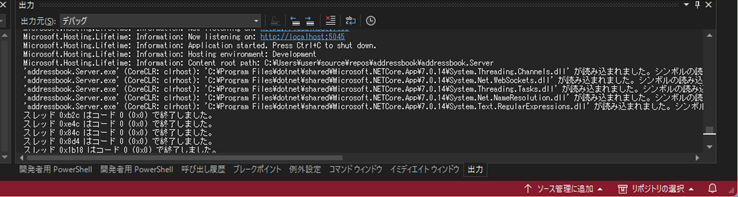 出力
出力元(S): デバッグ
Microsoft.Hosting.Lifetime: Information: Now listening on:
Microsoft.Hosting.Lifetime: Information: Now listening on: http://localhost:5045
Microsoft.Hosting.Lifetime: Information: Application started. Press Ctrl+C to shut down.
Microsoft.Hosting.Lifetime: Information: Hosting environment: Development
Microsoft.Hosting.Lifetime: Information: Content root path: C:¥Users¥user¥source¥repos¥addressbook¥addressbook.Server
'addressbook.Server.exe' (CoreCLR: clrhost): 'C:¥Program Files¥dotnet¥shared¥Microsoft.NETCore.App¥7.0.14¥System.Threading.Channels.dll' が読み込まれました。シンボルの読
'addressbook.Server.exe' (CoreCLR: clrhost): 'C:¥Program Files¥dotnet¥shared¥Microsoft.NETCore.App¥7.0.14¥System.Net.WebSockets.dll' が読み込まれました。シンボルの読
'addressbook.Server.exe' (CoreCLR: clrhost): 'C:¥Program Files¥dotnet¥shared¥Microsoft.NETCore.App¥7.0.14¥System.Threading.Tasks.dll' が読み込まれました。シンボルの読
'addressbook.Server.exe' (CoreCLR: clrhost): 'C:¥Program Files¥dotnet¥shared¥Microsoft.NETCore.App¥7.0.14¥System.Net.NameResolution.dll' が読み込まれました。シンボルの
'addressbook.Server.exe' (CoreCLR: clrhost): 'C:¥Program Files¥dotnet¥shared¥Microsoft.NETCore.App¥7.0.14¥System.Text.RegularExpressions.dll' が読み込まれました。シンボル
スレッド 0xb2c はコード 0 (0x0) で終了しました。
スレッド 0xe4c はコード 0 (0x0) で終了しました。
スレッド 0x84c はコード 0 (0x0) で終了しました。
スレッド 0x8d4 はコード 0 (0x0) で終了しました。
スレッド 0x1b18 はコード 0 (0x0) で終了しました。
開発者用 PowerShell 開発者用 PowerShell 呼び出し履歴 ブレークポイント 例外設定 コマンド ウィンドウ イミディエイト ウィンドウ 出力
ソース管理に追加 リポジトリの選択